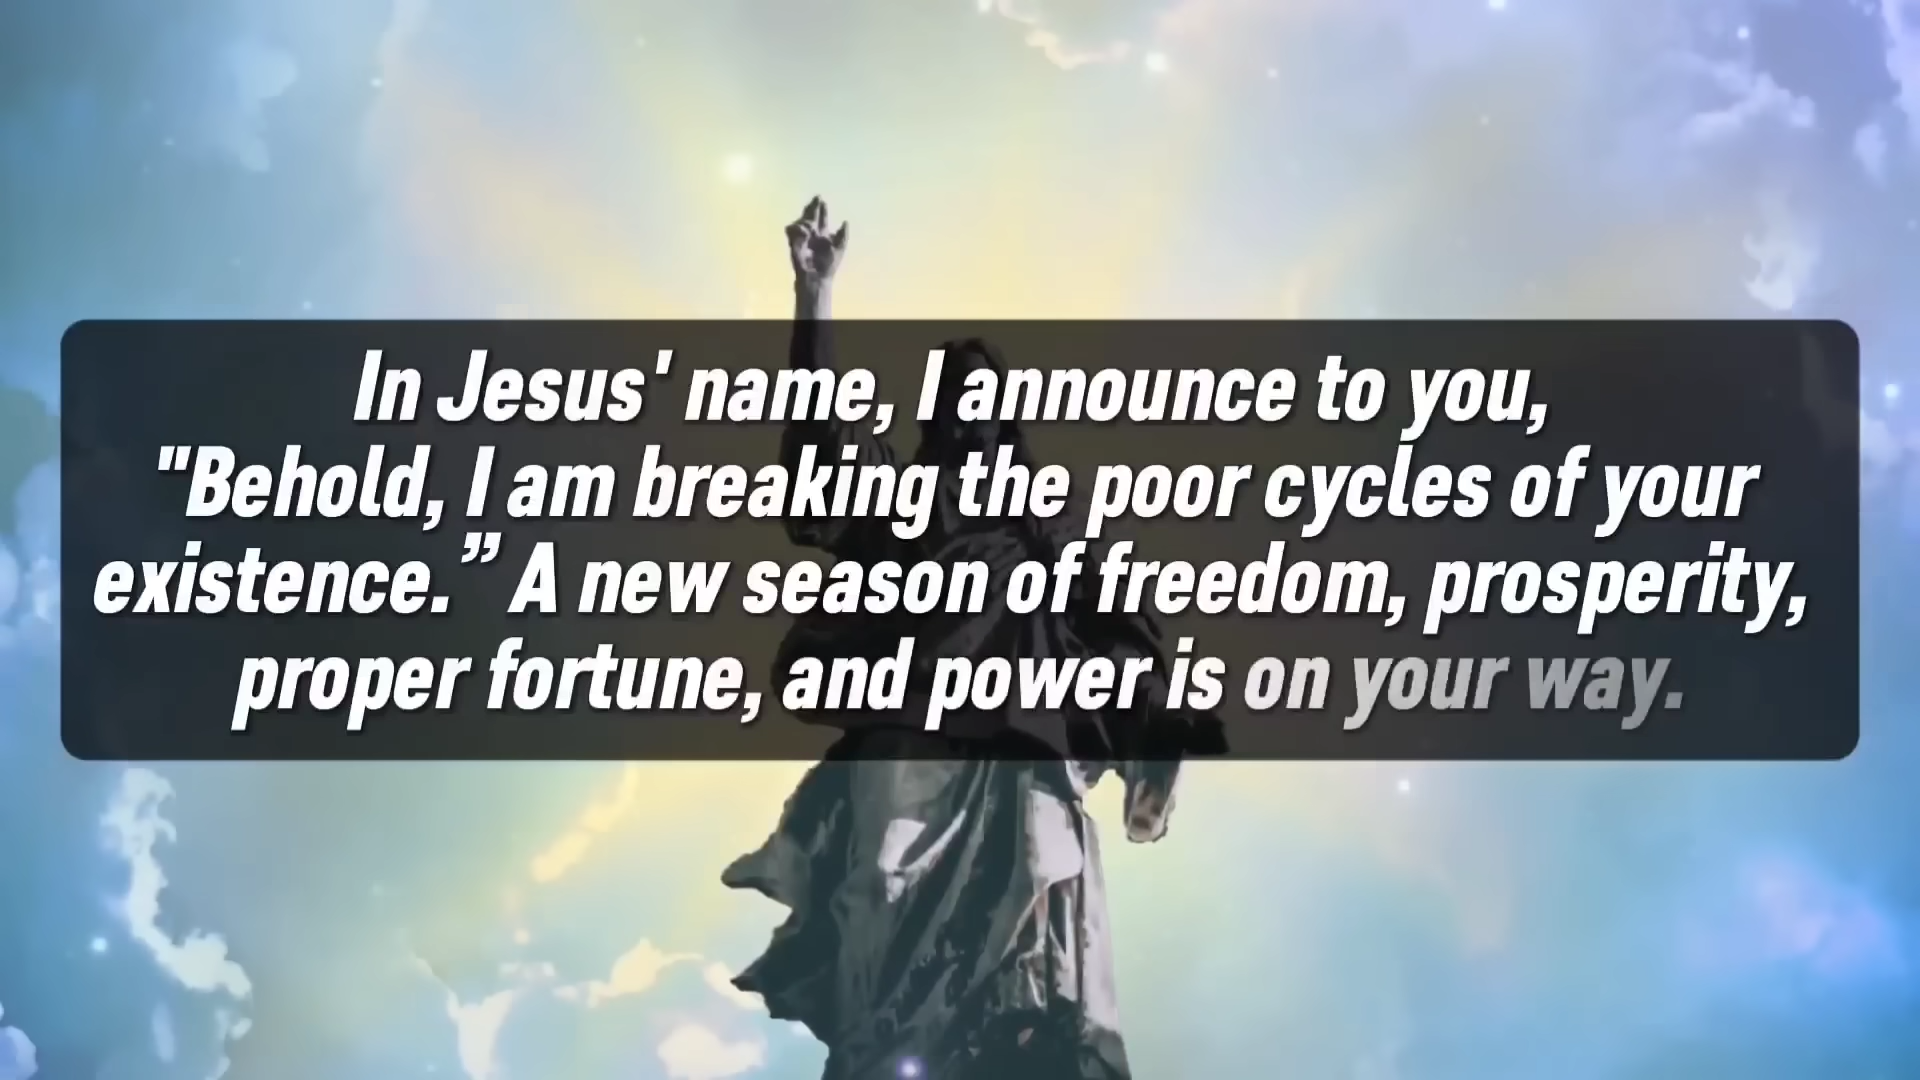 In Jesus' name, I announce to you,
"Behold, I am breaking the poor cycles of your
existence.” A new season of freedom, prosperity,
proper fortune, and power is on your way.